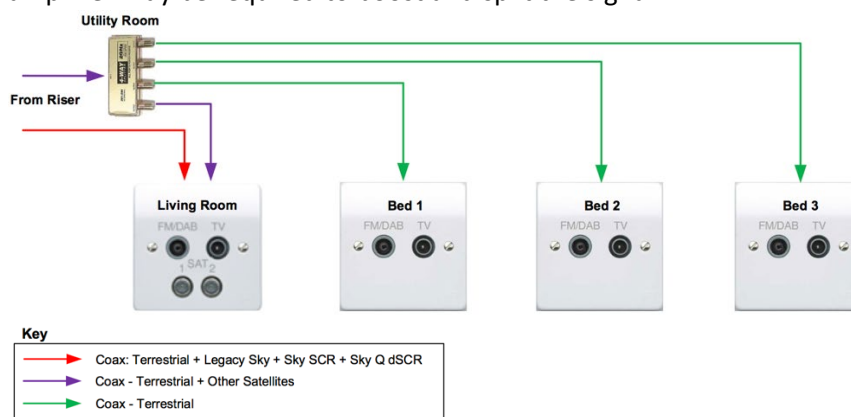 Utility Room
4WAY
From Riser
Living Room
FM/DAB TV
1 SAT 2
Bed 1
FM/DAB TV
Bed 2
FM/DAB TV
Bed 3
FM/DAB TV
Key
Coax: Terrestrial + Legacy Sky + Sky SCR + Sky Q dSCR
Coax - Terrestrial + Other Satellites
Coax - Terrestrial